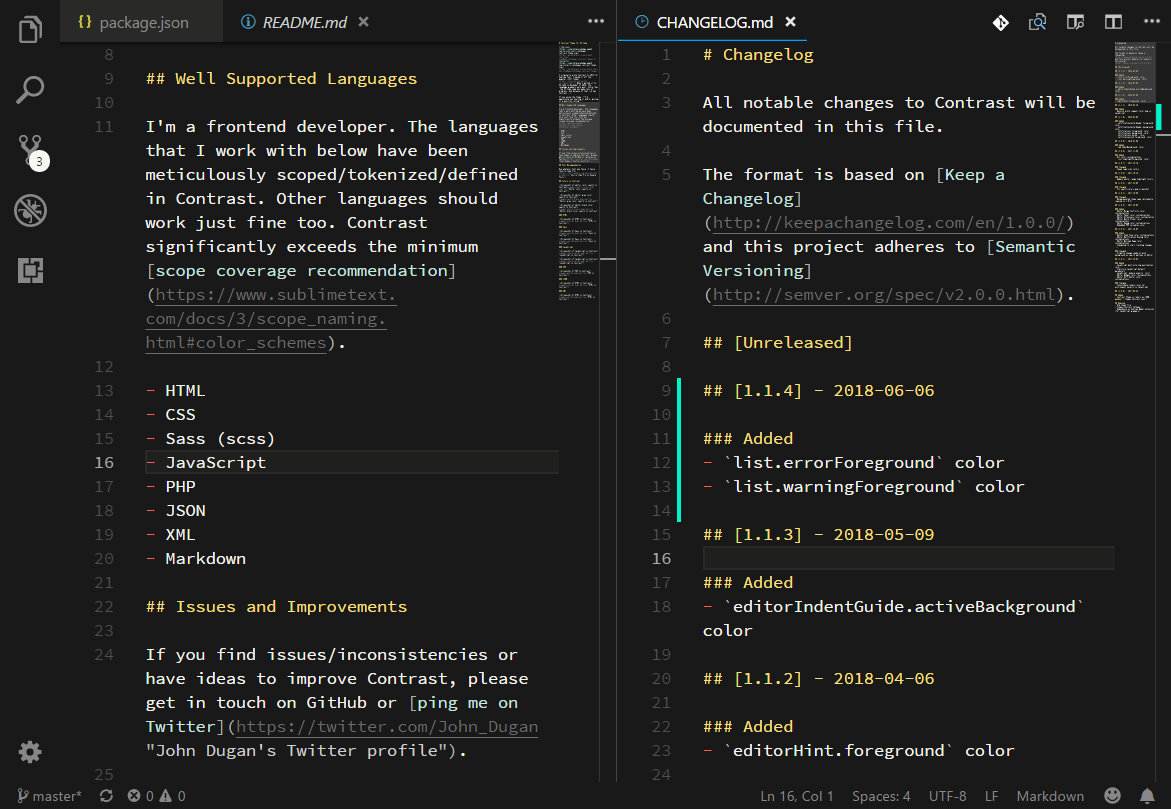 {} package.json
README.md
8
9 ## Well Supported Languages
10
11 I'm a frontend developer. The languages
that I work with below have been
meticulously scoped/tokenized/defined
in Contrast. Other languages should
work just fine too. Contrast
significantly exceeds the minimum
[scope coverage recommendation]
(https://www.sublimetext.
com/docs/3/scope_naming.
html#color_schemes).
12
13 - HTML
14 - CSS
15 - Sass (scss)
16 - JavaScript
17 - PHP
18 - JSON
19 - XML
20 - Markdown
21
22 ## Issues and Improvements
23
24 If you find issues/inconsistencies or
have ideas to improve Contrast, please
get in touch on GitHub or [ping me on
Twitter](https://twitter.com/John_Dugan
"John Dugan's Twitter profile").
25
CHANGELOG.md
1 # Changelog
2
3 All notable changes to Contrast will be
documented in this file.
4
5 The format is based on [Keep a
Changelog]
(http://keepachangelog.com/en/1.0.0/)
and this project adheres to [Semantic
Versioning]
(http://semver.org/spec/v2.0.0.html).
6
7 ## [Unreleased]
8
9 ## [1.1.4] - 2018-06-06
10
11 ### Added
12 - `list.errorForeground` color
13 - `list.warningForeground` color
14
15 ## [1.1.3] - 2018-05-09
16
17 ### Added
18 - `editorIndentGuide.activeBackground`
color
19
20 ## [1.1.2] - 2018-04-06
21
22 ### Added
23 - `editorHint.foreground` color
24
3
master* 0 0 Ln 16, Col 1 Spaces: 4 UTF-8 LF Markdown